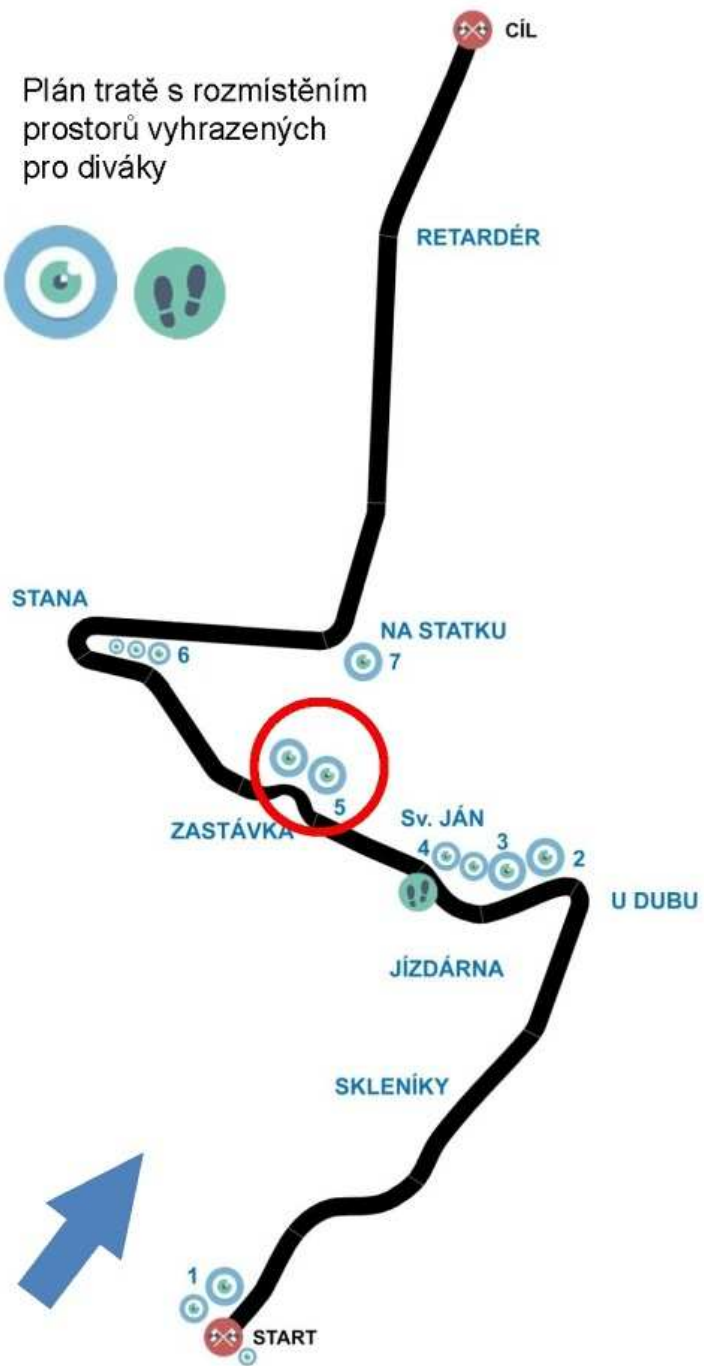 CÍL
Plán tratě s rozmístěním
prostorů vyhrazených
pro diváky
RETARDÉR
STANA
NA STATKU
6
7
5
ZASTÁVKA
Sv. JÁN
4
3
2
U DUBU
JÍZDÁRNA
SKLENÍKY
1
START